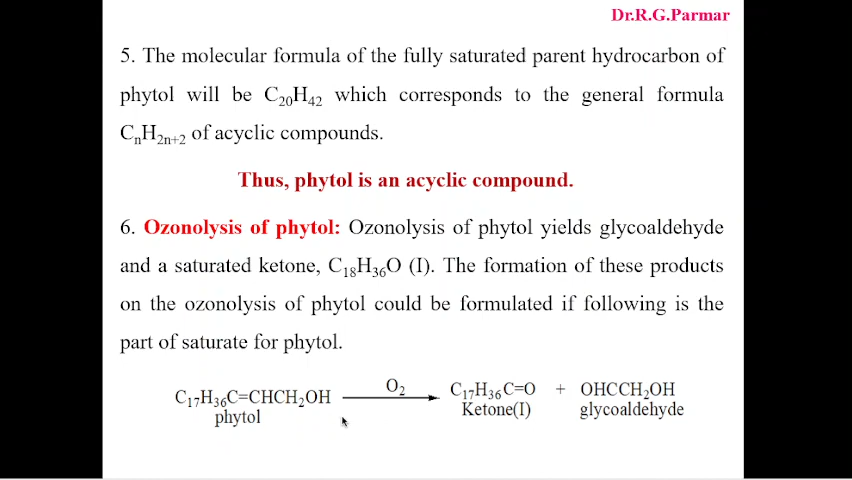 Dr.R.G.Parmar
5. The molecular formula of the fully saturated parent hydrocarbon of
phytol will be C₂₀H₄₂ which corresponds to the general formula
CₙH₂ₙ₊₂ of acyclic compounds.
Thus, phytol is an acyclic compound.
6. Ozonolysis of phytol: Ozonolysis of phytol yields glycoaldehyde
and a saturated ketone, C₁₈H₃₆O (I). The formation of these products
on the ozonolysis of phytol could be formulated if following is the
part of saturate for phytol.
C₁₇H₃₆C=CHCH₂OH O₂ C₁₇H₃₆C=O + OHCCH₂OH
phytol Ketone(I) glycoaldehyde